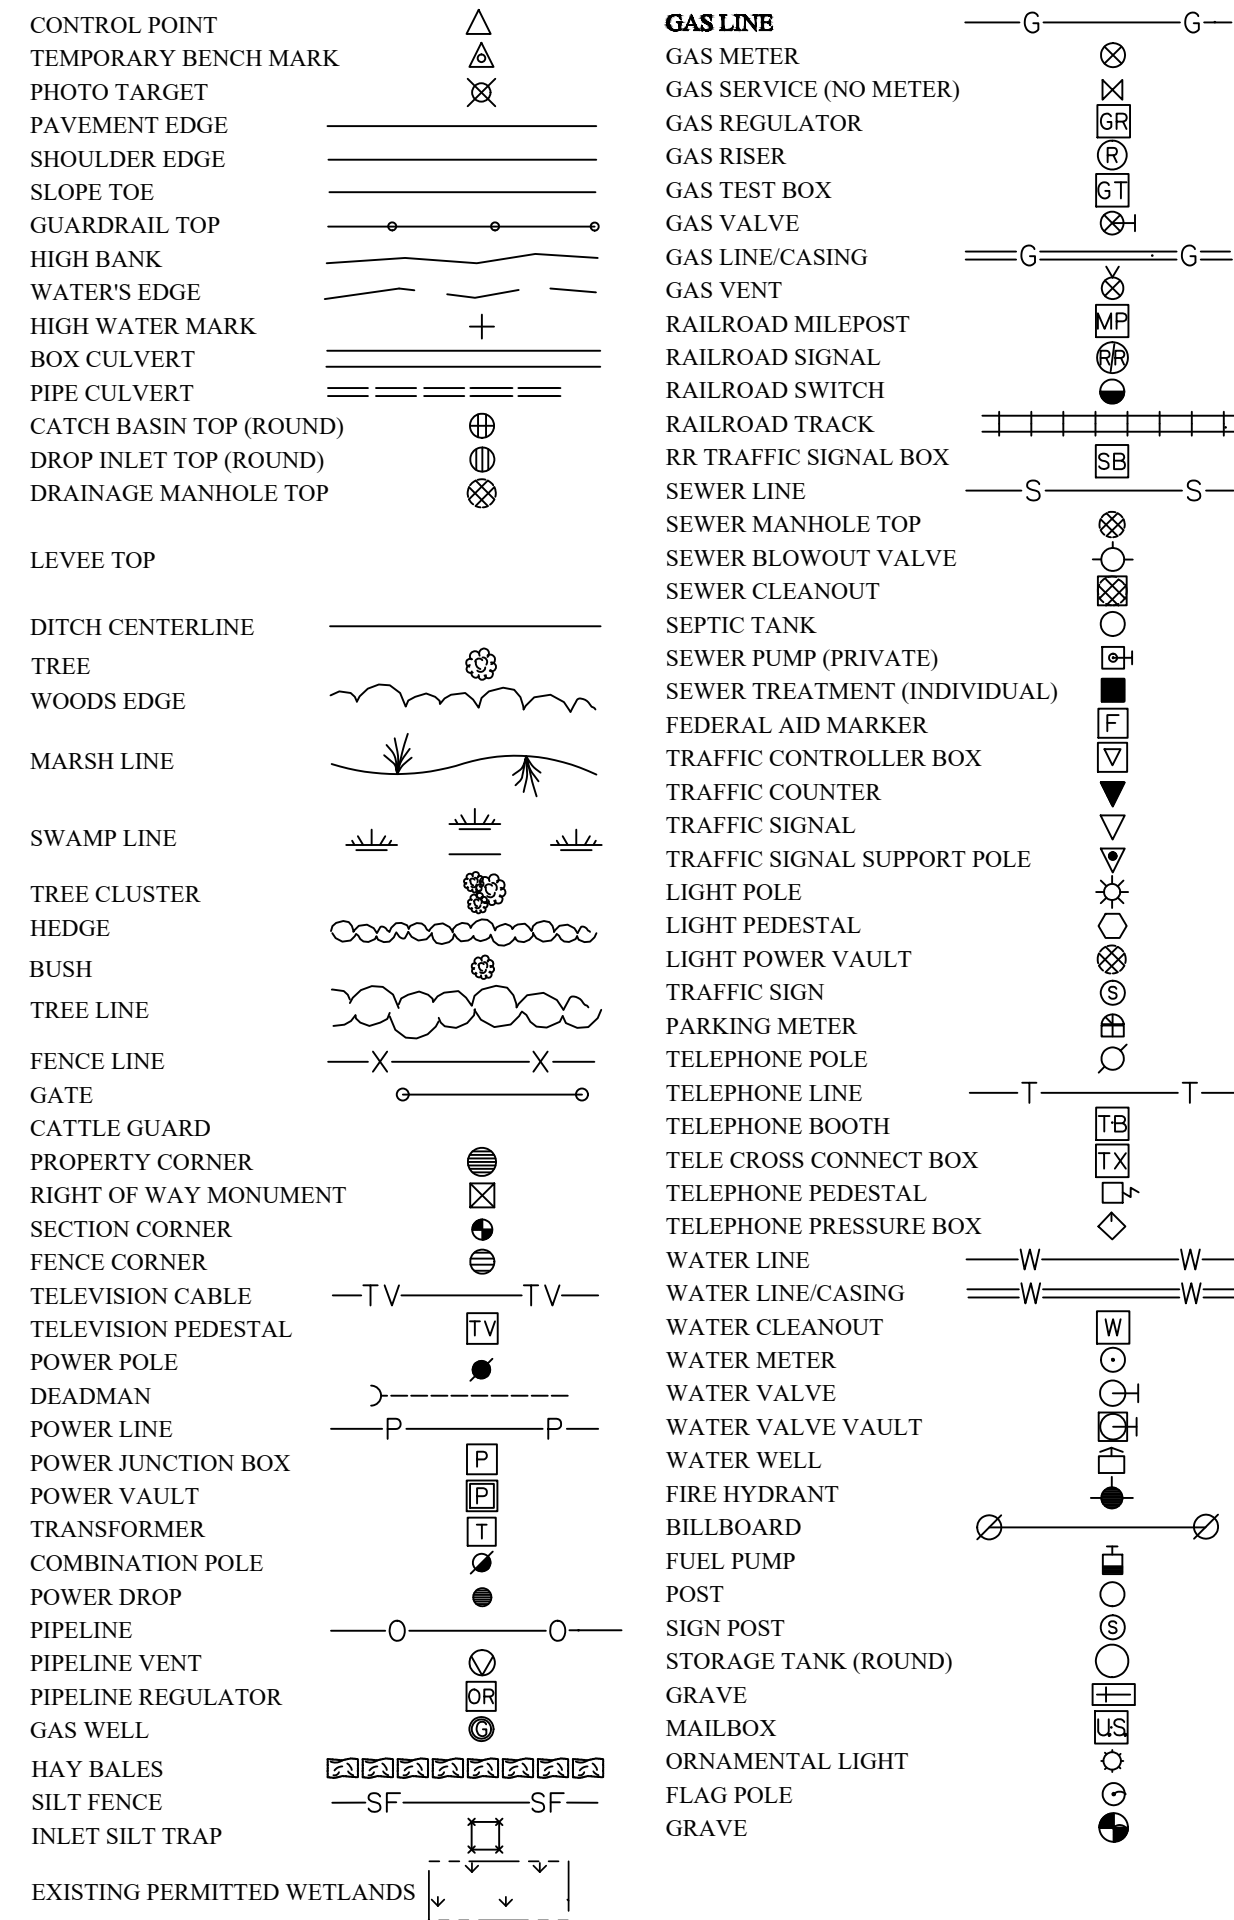 CONTROL POINT
TEMPORARY BENCH MARK
PHOTO TARGET
PAVEMENT EDGE
SHOULDER EDGE
SLOPE TOE
GUARDRAIL TOP
HIGH BANK
WATER'S EDGE
HIGH WATER MARK
BOX CULVERT
PIPE CULVERT
CATCH BASIN TOP (ROUND)
DROP INLET TOP (ROUND)
DRAINAGE MANHOLE TOP
LEVEE TOP
DITCH CENTERLINE
TREE
WOODS EDGE
MARSH LINE
SWAMP LINE
TREE CLUSTER
HEDGE
BUSH
TREE LINE
FENCE LINE X X
GATE
CATTLE GUARD
PROPERTY CORNER
RIGHT OF WAY MONUMENT
SECTION CORNER
FENCE CORNER
TELEVISION CABLE TV TV
TELEVISION PEDESTAL TV
POWER POLE
DEADMAN
POWER LINE P P
POWER JUNCTION BOX P
POWER VAULT P
TRANSFORMER T
COMBINATION POLE
POWER DROP
PIPELINE O O
PIPELINE VENT
PIPELINE REGULATOR OR
GAS WELL G
HAY BALES
SILT FENCE SF SF
INLET SILT TRAP
EXISTING PERMITTED WETLANDS
GAS LINE G G
GAS METER
GAS SERVICE (NO METER)
GAS REGULATOR GR
GAS RISER R
GAS TEST BOX GT
GAS VALVE
GAS LINE/CASING G G
GAS VENT
RAILROAD MILEPOST MP
RAILROAD SIGNAL R/R
RAILROAD SWITCH
RAILROAD TRACK
RR TRAFFIC SIGNAL BOX SB
SEWER LINE S S
SEWER MANHOLE TOP
SEWER BLOWOUT VALVE
SEWER CLEANOUT
SEPTIC TANK
SEWER PUMP (PRIVATE)
SEWER TREATMENT (INDIVIDUAL)
FEDERAL AID MARKER F
TRAFFIC CONTROLLER BOX
TRAFFIC COUNTER
TRAFFIC SIGNAL
TRAFFIC SIGNAL SUPPORT POLE
LIGHT POLE
LIGHT PEDESTAL
LIGHT POWER VAULT
TRAFFIC SIGN S
PARKING METER
TELEPHONE POLE
TELEPHONE LINE T T
TELEPHONE BOOTH TB
TELE CROSS CONNECT BOX TX
TELEPHONE PEDESTAL
TELEPHONE PRESSURE BOX
WATER LINE W W
WATER LINE/CASING W W
WATER CLEANOUT W
WATER METER
WATER VALVE
WATER VALVE VAULT
WATER WELL
FIRE HYDRANT
BILLBOARD
FUEL PUMP
POST
SIGN POST S
STORAGE TANK (ROUND)
GRAVE
MAILBOX U.S.
ORNAMENTAL LIGHT
FLAG POLE
GRAVE